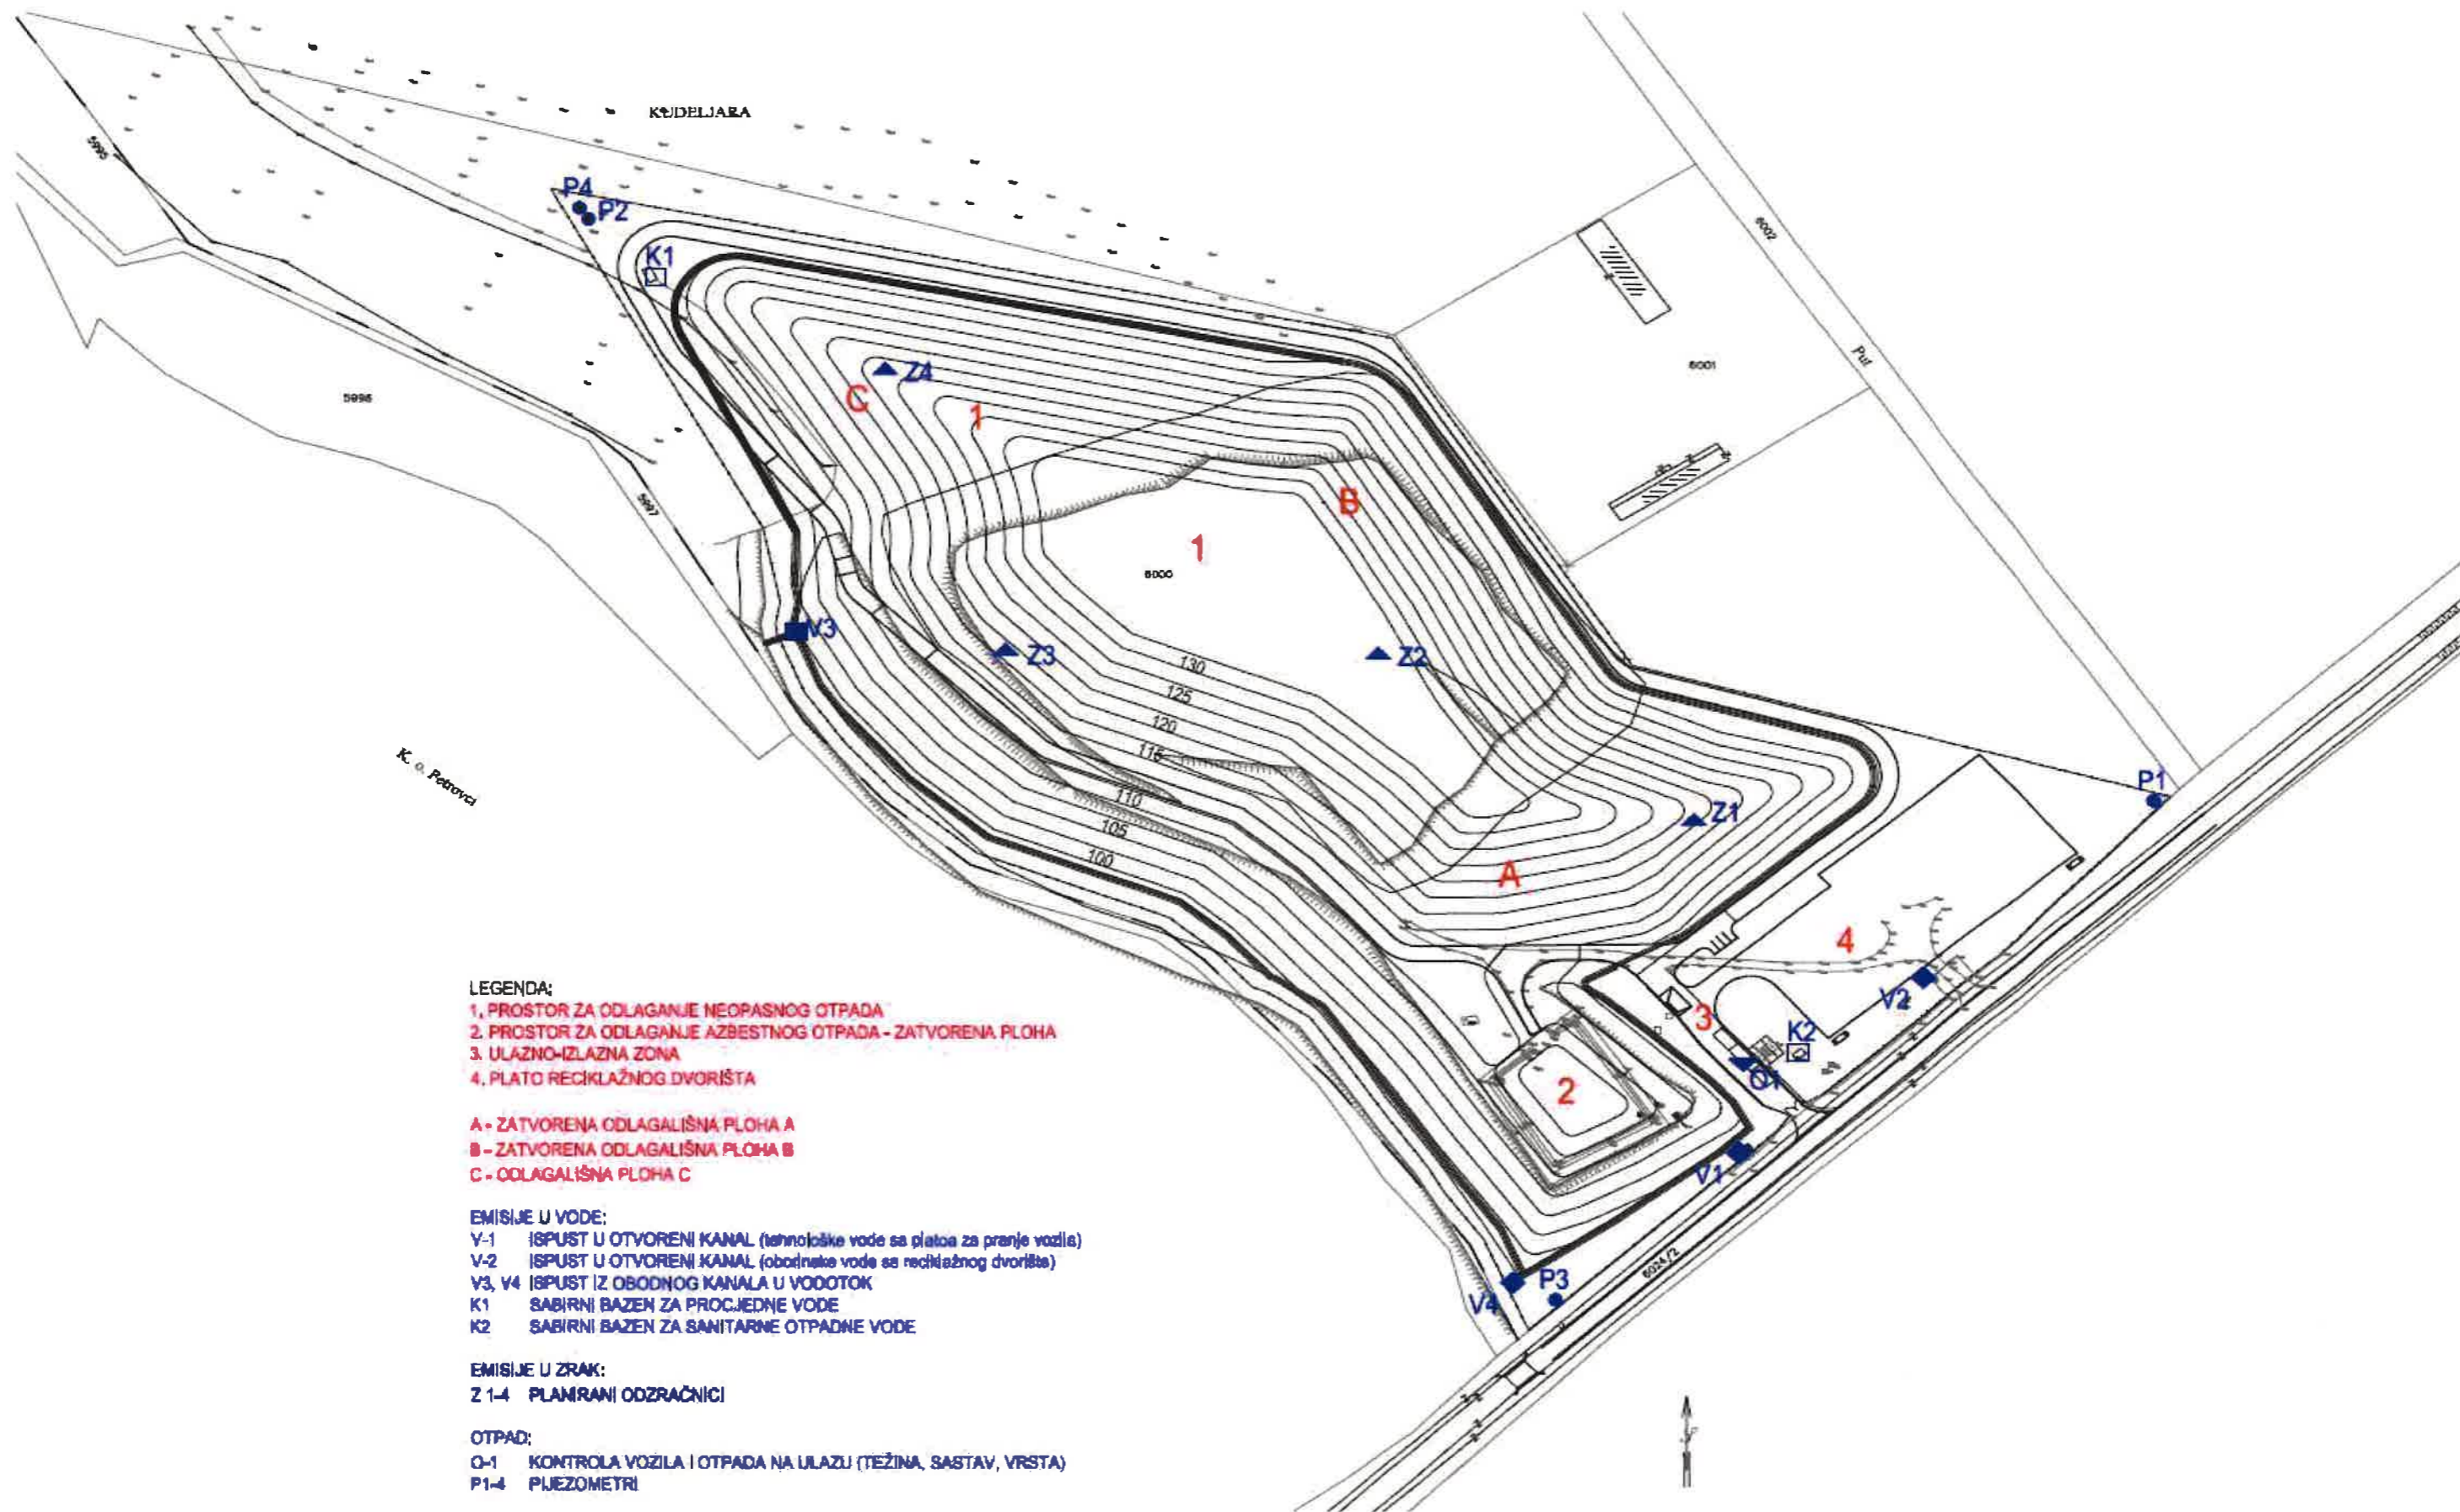 KUDELJARA
5995
P4
P2
K1
6002
Put
6001
5998
Z4
C
1
5997
B
1
6000
V3
Z3
Z2
130
125
120
115
110
105
100
K. o. Petrovci
P1
Z1
A
4
V2
3
K2
O1
2
V1
P3
V4
6024/2
LEGENDA:
1. PROSTOR ZA ODLAGANJE NEOPASNOG OTPADA
2. PROSTOR ZA ODLAGANJE AZBESTNOG OTPADA - ZATVORENA PLOHA
3. ULAZNO-IZLAZNA ZONA
4. PLATO RECIKLAŽNOG DVORIŠTA
A - ZATVORENA ODLAGALIŠNA PLOHA A
B - ZATVORENA ODLAGALIŠNA PLOHA B
C - ODLAGALIŠNA PLOHA C
EMISIJE U VODE:
V-1 ISPUST U OTVORENI KANAL (tehnološke vode sa platoa za pranje vozila)
V-2 ISPUST U OTVORENI KANAL (oborinske vode sa reciklažnog dvorišta)
V3, V4 ISPUST IZ OBODNOG KANALA U VODOTOK
K1 SABIRNI BAZEN ZA PROCJEDNE VODE
K2 SABIRNI BAZEN ZA SANITARNE OTPADNE VODE
EMISIJE U ZRAK:
Z 1-4 PLANIRANI ODZRAČNICI
OTPAD:
O-1 KONTROLA VOZILA I OTPADA NA ULAZU (TEŽINA, SASTAV, VRSTA)
P1-4 PIJEZOMETRI